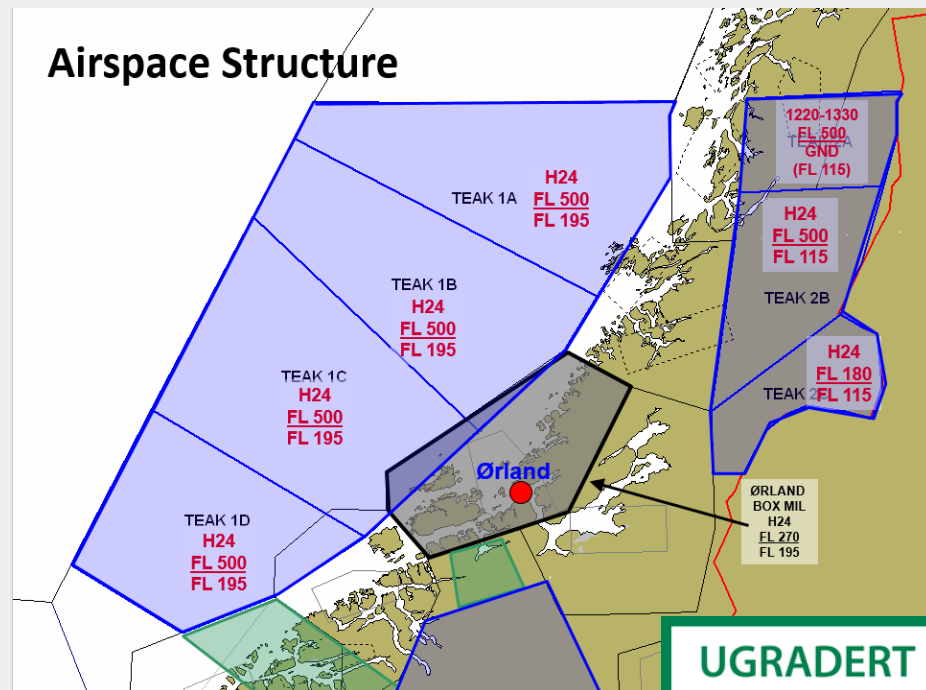 Airspace Structure
TEAK 1A
H24
FL 500
FL 195
TEAK 1B
H24
FL 500
FL 195
TEAK 1C
H24
FL 500
FL 195
TEAK 1D
H24
FL 500
FL 195
1220-1330
FL 500
TEAK 2A
GND
(FL 115)
H24
FL 500
FL 115
TEAK 2B
H24
FL 180
TEAK
FL 115
Ørland
ØRLAND
BOX MIL
H24
FL 270
FL 195
UGRADERT